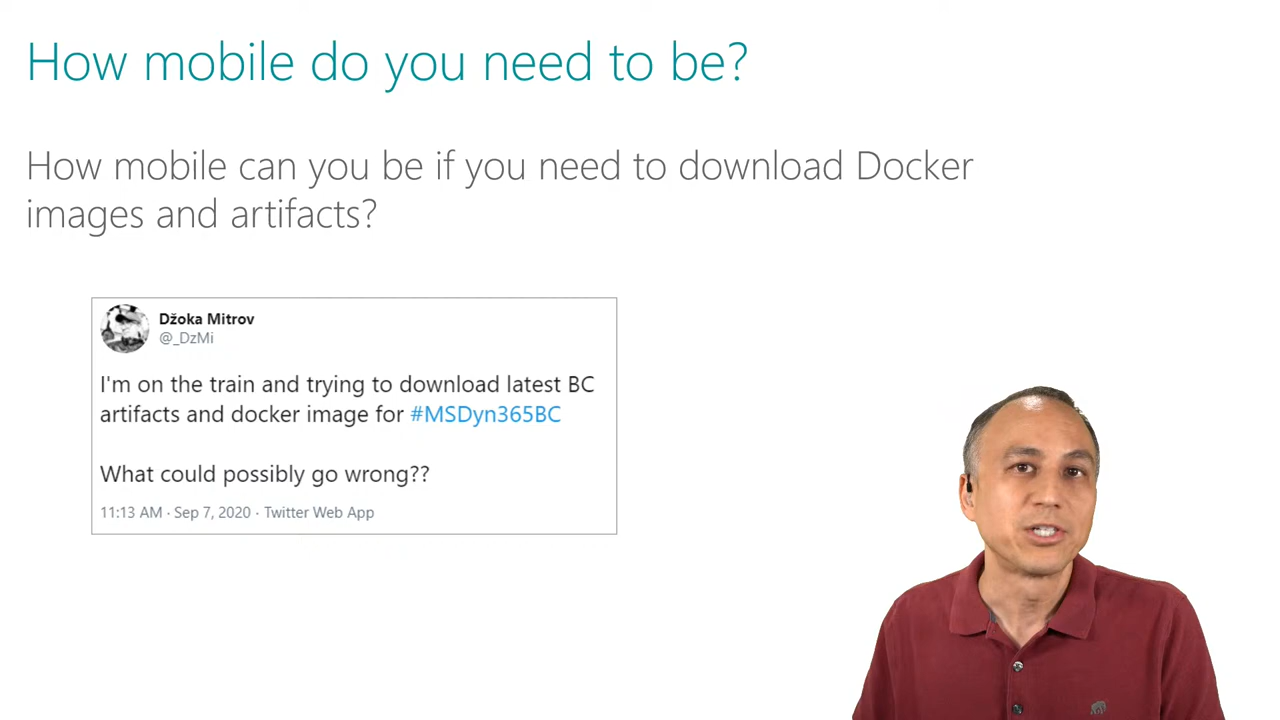 How mobile do you need to be?
How mobile can you be if you need to download Docker
images and artifacts?
Džoka Mitrov
@_DzMi
I'm on the train and trying to download latest BC
artifacts and docker image for #MSDyn365BC
What could possibly go wrong??
11:13 AM · Sep 7, 2020 · Twitter Web App